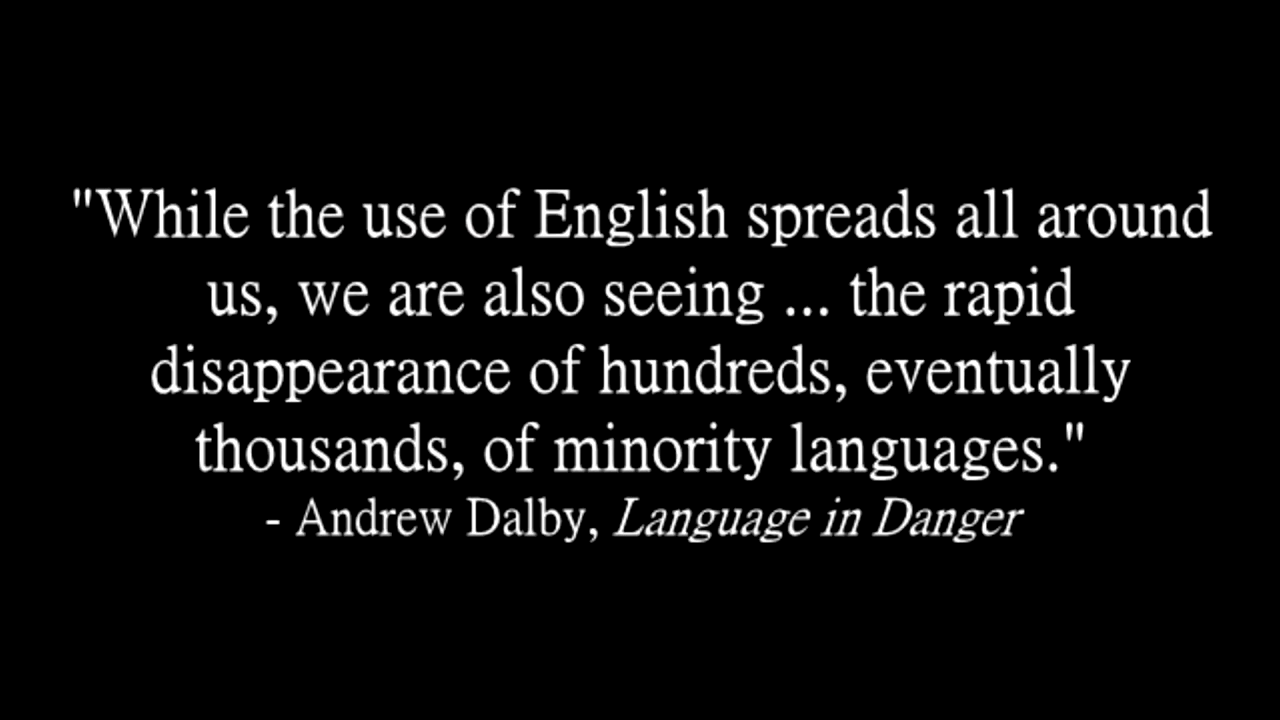 "While the use of English spreads all around
us, we are also seeing ... the rapid
disappearance of hundreds, eventually
thousands, of minority languages."
- Andrew Dalby, Language in Danger